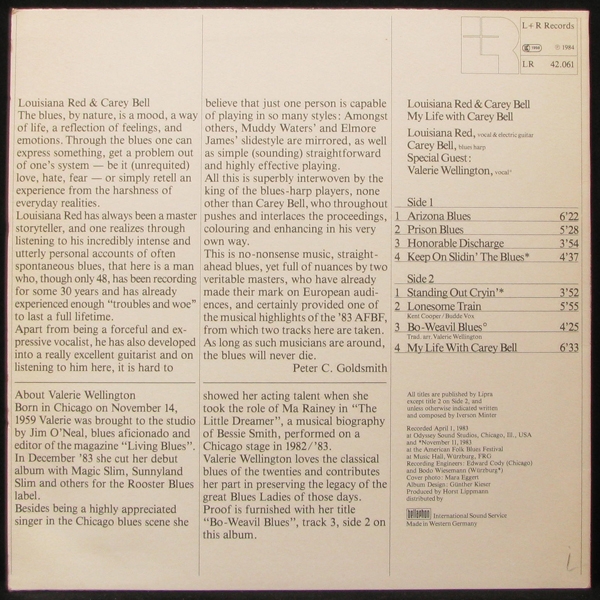 Louisiana Red & Carey Bell
The blues, by nature, is a mood, a way
of life, a reflection of feelings, and
emotions. Through the blues one can
express something, get a problem out
of one's system — be it (unrequited)
love, hate, fear — or simply retell an
experience from the harshness of
everyday realities.
Louisiana Red has always been a master
storyteller, and one realizes through
listening to his incredibly intense and
utterly personal accounts of often
spontaneous blues, that here is a man
who, though only 48, has been recording
for some 30 years and has already
experienced enough “troubles and woe”
to last a full lifetime.
Apart from being a forceful and ex-
pressive vocalist, he has also developed
into a really excellent guitarist and on
listening to him here, it is hard to
believe that just one person is capable
of playing in so many styles: Amongst
others, Muddy Waters' and Elmore
James' slidestyle are mirrored, as well
as simple (sounding) straightforward
and highly effective playing.
All this is superbly interwoven by the
king of the blues-harp players, none
other than Carey Bell, who throughout
pushes and interlaces the proceedings,
colouring and enhancing in his very
own way.
This is no-nonsense music, straight-
ahead blues, yet full of nuances by two
veritable masters, who have already
made their mark on European audi-
ences, and certainly provided one of
the musical highlights of the '83 AFBF,
from which two tracks here are taken.
As long as such musicians are around,
the blues will never die.
Peter C. Goldsmith
About Valerie Wellington
Born in Chicago on November 14,
1959 Valerie was brought to the studio
by Jim O'Neal, blues aficionado and
editor of the magazine “Living Blues”.
In December '83 she cut her debut
album with Magic Slim, Sunnyland
Slim and others for the Rooster Blues
label.
Besides being a highly appreciated
singer in the Chicago blues scene she
showed her acting talent when she
took the role of Ma Rainey in “The
Little Dreamer”, a musical biography
of Bessie Smith, performed on a
Chicago stage in 1982/'83.
Valerie Wellington loves the classical
blues of the twenties and contributes
her part in preserving the legacy of the
great Blues Ladies of those days.
Proof is furnished with her title
“Bo-Weavil Blues”, track 3, side 2 on
this album.
LR
L+R Records
℗ 1984
LR 42.061
Louisiana Red & Carey Bell
My Life with Carey Bell
Louisiana Red, vocal & electric guitar
Carey Bell, blues harp
Special Guest:
Valerie Wellington, vocal°
Side 1
1 Arizona Blues 6'22
2 Prison Blues 5'28
3 Honorable Discharge 3'54
4 Keep On Slidin' The Blues* 4'37
Side 2
1 Standing Out Cryin'* 3'52
2 Lonesome Train 5'55
Kent Cooper / Budde Vox
3 Bo-Weavil Blues° 4'25
Trad. arr. Valerie Wellington
4 My Life With Carey Bell 6'33
All titles are published by Lipra
except title 2 on Side 2, and
unless otherwise indicated written
and composed by Iverson Minter
Recorded April 1, 1983
at Odyssey Sound Studios, Chicago, Ill., USA
and *November 11, 1983
at the American Folk Blues Festival
at Music Hall, Würzburg, FRG
Recording Engineers: Edward Cody (Chicago)
and Bodo Wiesemann (Würzburg*)
Cover photo: Mara Eggert
Album Design: Günther Kieser
Produced by Horst Lippmann
distributed by
bellaphon International Sound Service
Made in Western Germany